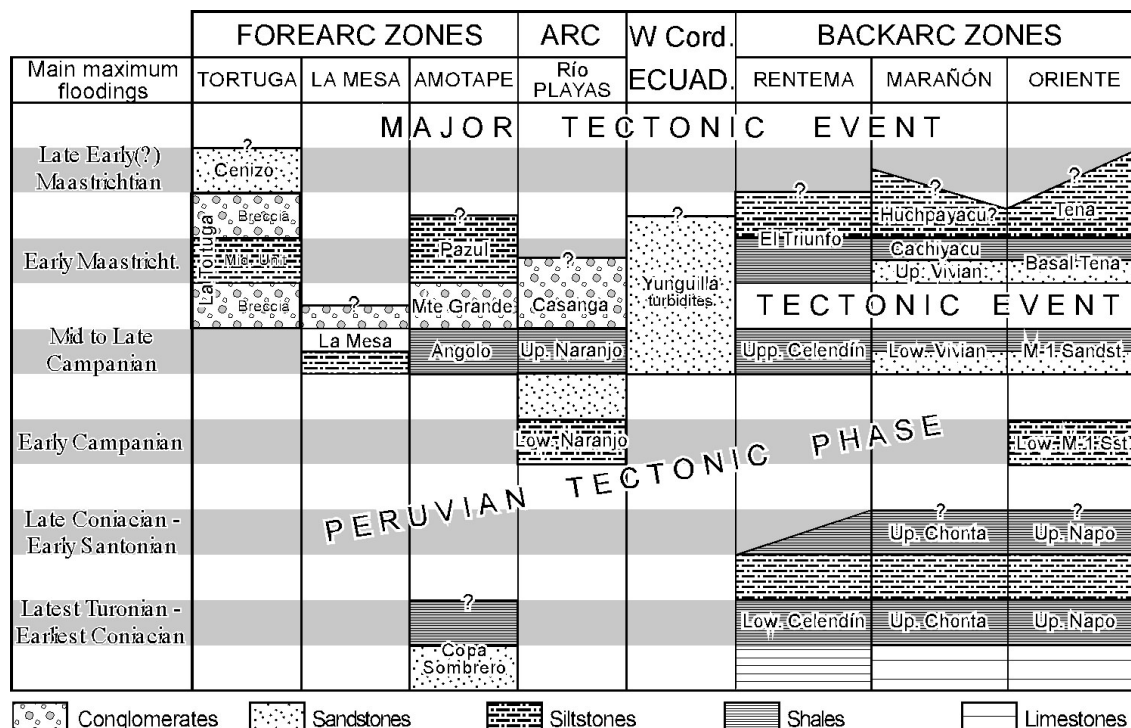 FOREARC ZONES
ARC
W Cord.
ECUAD.
BACKARC ZONES
Main maximum
floodings
TORTUGA
LA MESA
AMOTAPE
Río
PLAYAS
RENTEMA
MARAÑÓN
ORIENTE
MAJOR TECTONIC EVENT
Late Early(?)
Maastrichtian
?
Cenizo
La Tortuga
Breccia
Mid. Unit
Breccia
?
Pazul
?
?
El Triunfo
?
Huchpayacu?
?
Tena
Early Maastricht.
?
Casanga
Yunguilla
turbidites
Cachiyacu
Up. Vivian
Basal Tena
?
Mte Grande
TECTONIC EVENT
Mid to Late
Campanian
La Mesa
Angolo
Up. Naranjo
Upp. Celendín
Low. Vivian
M-1 Sandst.
Early Campanian
Low. Naranjo
Low. M-1 Sst
PERUVIAN TECTONIC PHASE
Late Coniacian -
Early Santonian
?
Up. Chonta
?
Up. Napo
Latest Turonian -
Earliest Coniacian
?
Low. Celendín
Up. Chonta
Up. Napo
Copa
Sombrero
Conglomerates
Sandstones
Siltstones
Shales
Limestones